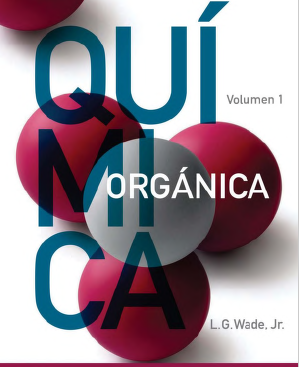 QUÍ
Volumen 1
MI
ORGÁNICA
CA
L.G.Wade, Jr.